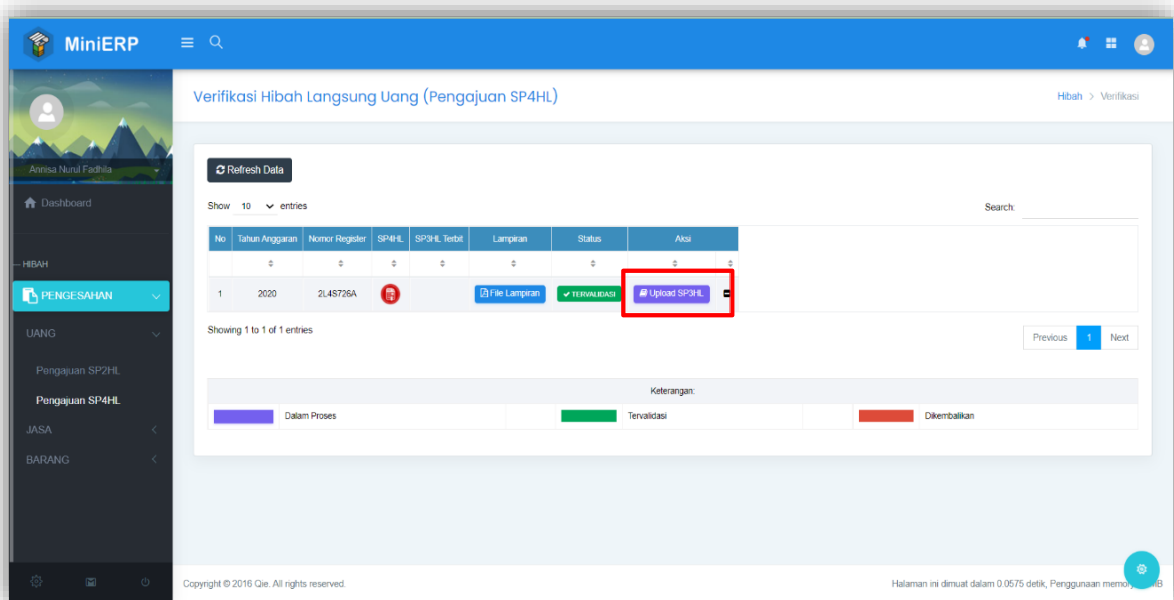 MiniERP
Verifikasi Hibah Langsung Uang (Pengajuan SP4HL)
Hibah > Verifikasi
Annisa Nurul Fadhila
Dashboard
HIBAH
PENGESAHAN
UANG
Pengajuan SP2HL
Pengajuan SP4HL
JASA
BARANG
Refresh Data
Show 10 entries
Search:
No Tahun Anggaran Nomor Register SP4HL SP3HL Terbit Lampiran Status Aksi
1 2020 2L4S726A File Lampiran TERVALIDASI Upload SP3HL
Showing 1 to 1 of 1 entries
Previous 1 Next
Keterangan:
Dalam Proses Tervalidasi Dikembalikan
Copyright © 2016 Qie. All rights reserved.
Halaman ini dimuat dalam 0.0575 detik, Penggunaan